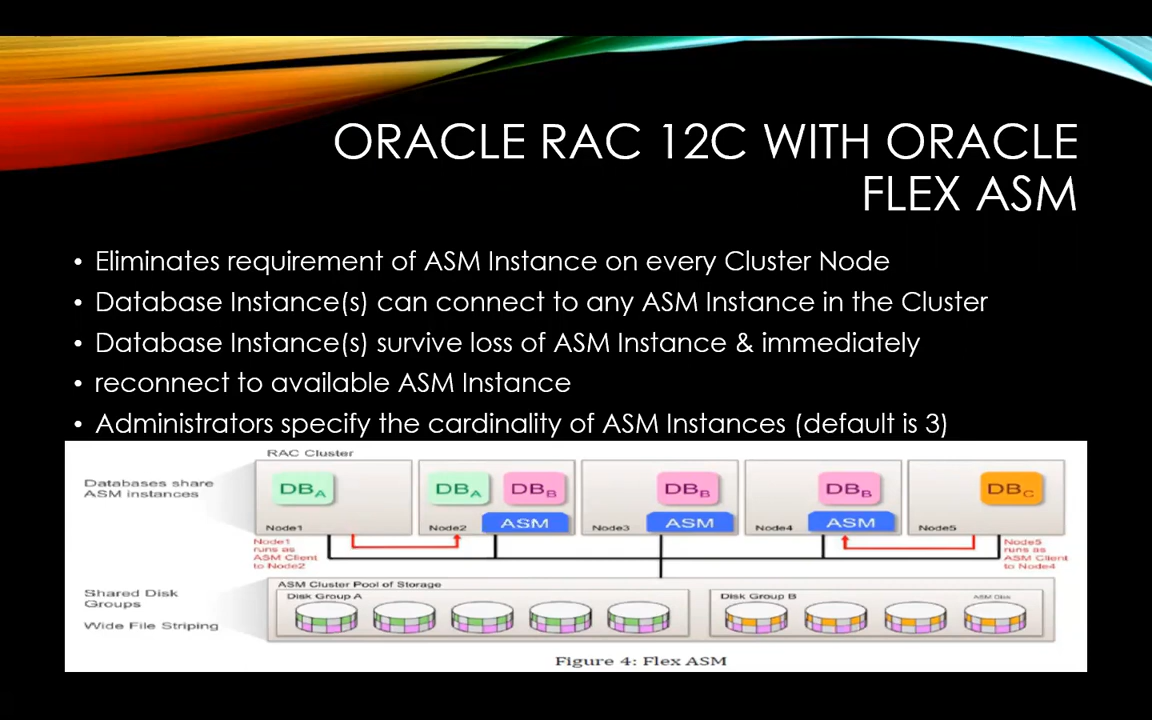 ORACLE RAC 12C WITH ORACLE
FLEX ASM
• Eliminates requirement of ASM Instance on every Cluster Node
• Database Instance(s) can connect to any ASM Instance in the Cluster
• Database Instance(s) survive loss of ASM Instance & immediately
• reconnect to available ASM Instance
• Administrators specify the cardinality of ASM Instances (default is 3)
RAC Cluster
Databases share
ASM instances
DBA
DBA
DBB
DBB
DBB
DBC
Node1
Node2
ASM
Node3
ASM
Node4
ASM
Node5
Node1
runs as
ASM Client
to Node2
Node5
runs as
ASM Client
to Node4
Shared Disk
Groups
Wide File Striping
ASM Cluster Pool of Storage
Disk Group A
Disk Group B
ASM Disk
Figure 4: Flex ASM